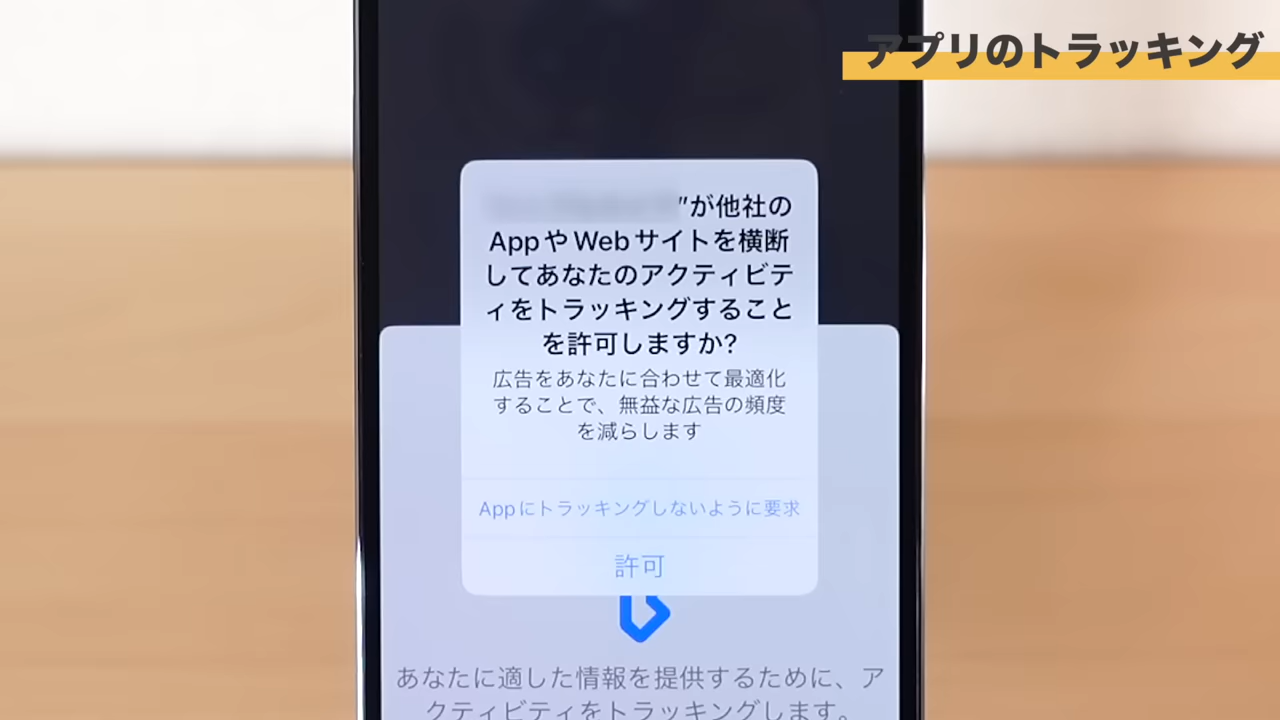 アプリのトラッキング
”が他社の
AppやWebサイトを横断
してあなたのアクティビテ
ィをトラッキングすること
を許可しますか?
広告をあなたに合わせて最適化
することで、無益な広告の頻度
を減らします
Appにトラッキングしないように要求
許可
あなたに適した情報を提供するために、ア
クティビティをトラッキングします。